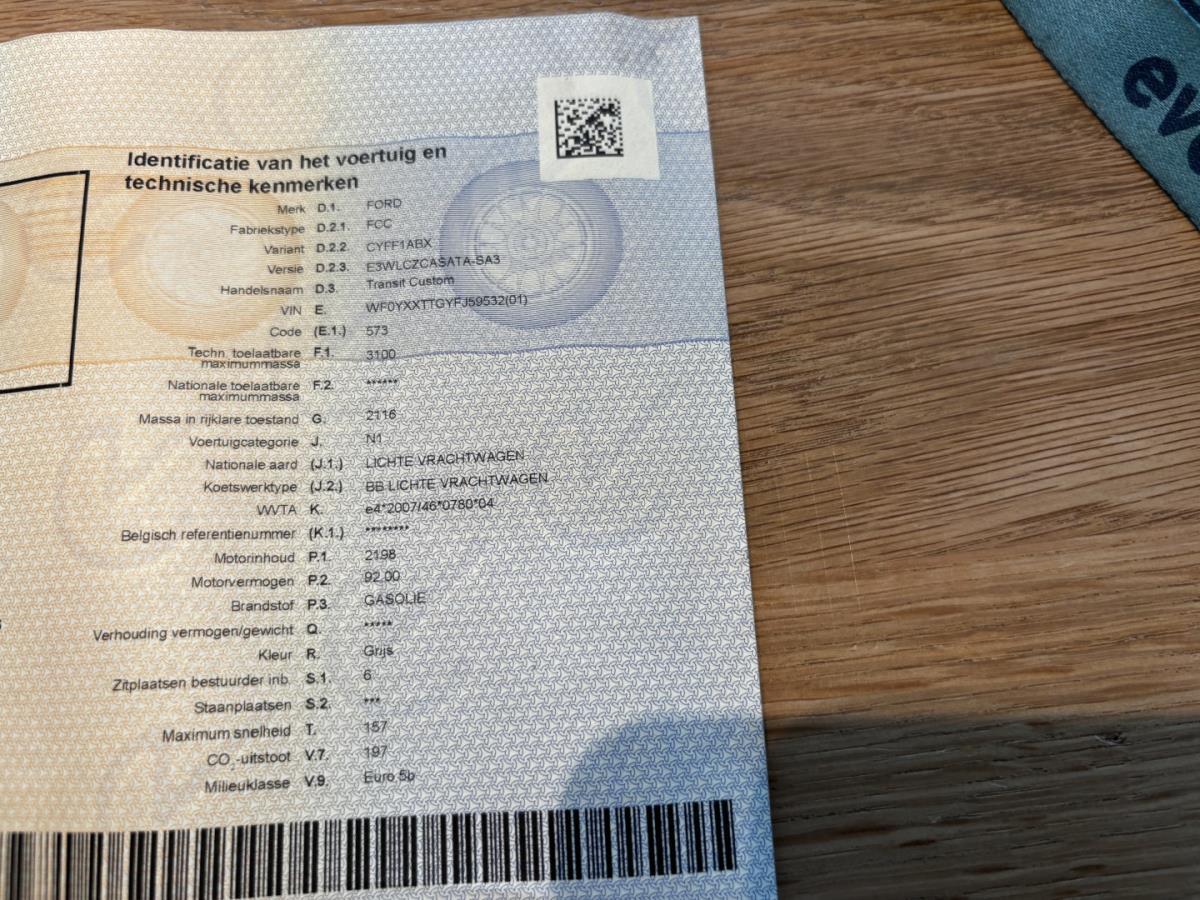 Identificatie van het voertuig en
technische kenmerken
Merk D.1. FORD
Fabriekstype D.2.1. FCC
Variant D.2.2. CYFF1ABX
Versie D.2.3. E3WLCZCASATA-SA3
Handelsnaam D.3. Transit Custom
VIN E. WF0YXXTTGYFJ59532(01)
Code (E.1.) 573
Techn. toelaatbare F.1. 3100
maximummassa
Nationale toelaatbare F.2. ******
maximummassa
Massa in rijklare toestand G. 2116
Voertuigcategorie J. N1
Nationale aard (J.1.) LICHTE VRACHTWAGEN
Koetswerktype (J.2.) BB LICHTE VRACHTWAGEN
WVTA K. e4*2007/46*0780*04
Belgisch referentienummer (K.1.) ********
Motorinhoud P.1. 2198
Motorvermogen P.2. 92.00
Brandstof P.3. GASOLIE
Verhouding vermogen/gewicht Q. *****
Kleur R. Grijs
Zitplaatsen bestuurder inb. S.1. 6
Staanplaatsen S.2. ***
Maximum snelheid T. 157
CO₂-uitstoot V.7. 197
Milieuklasse V.9. Euro 5b